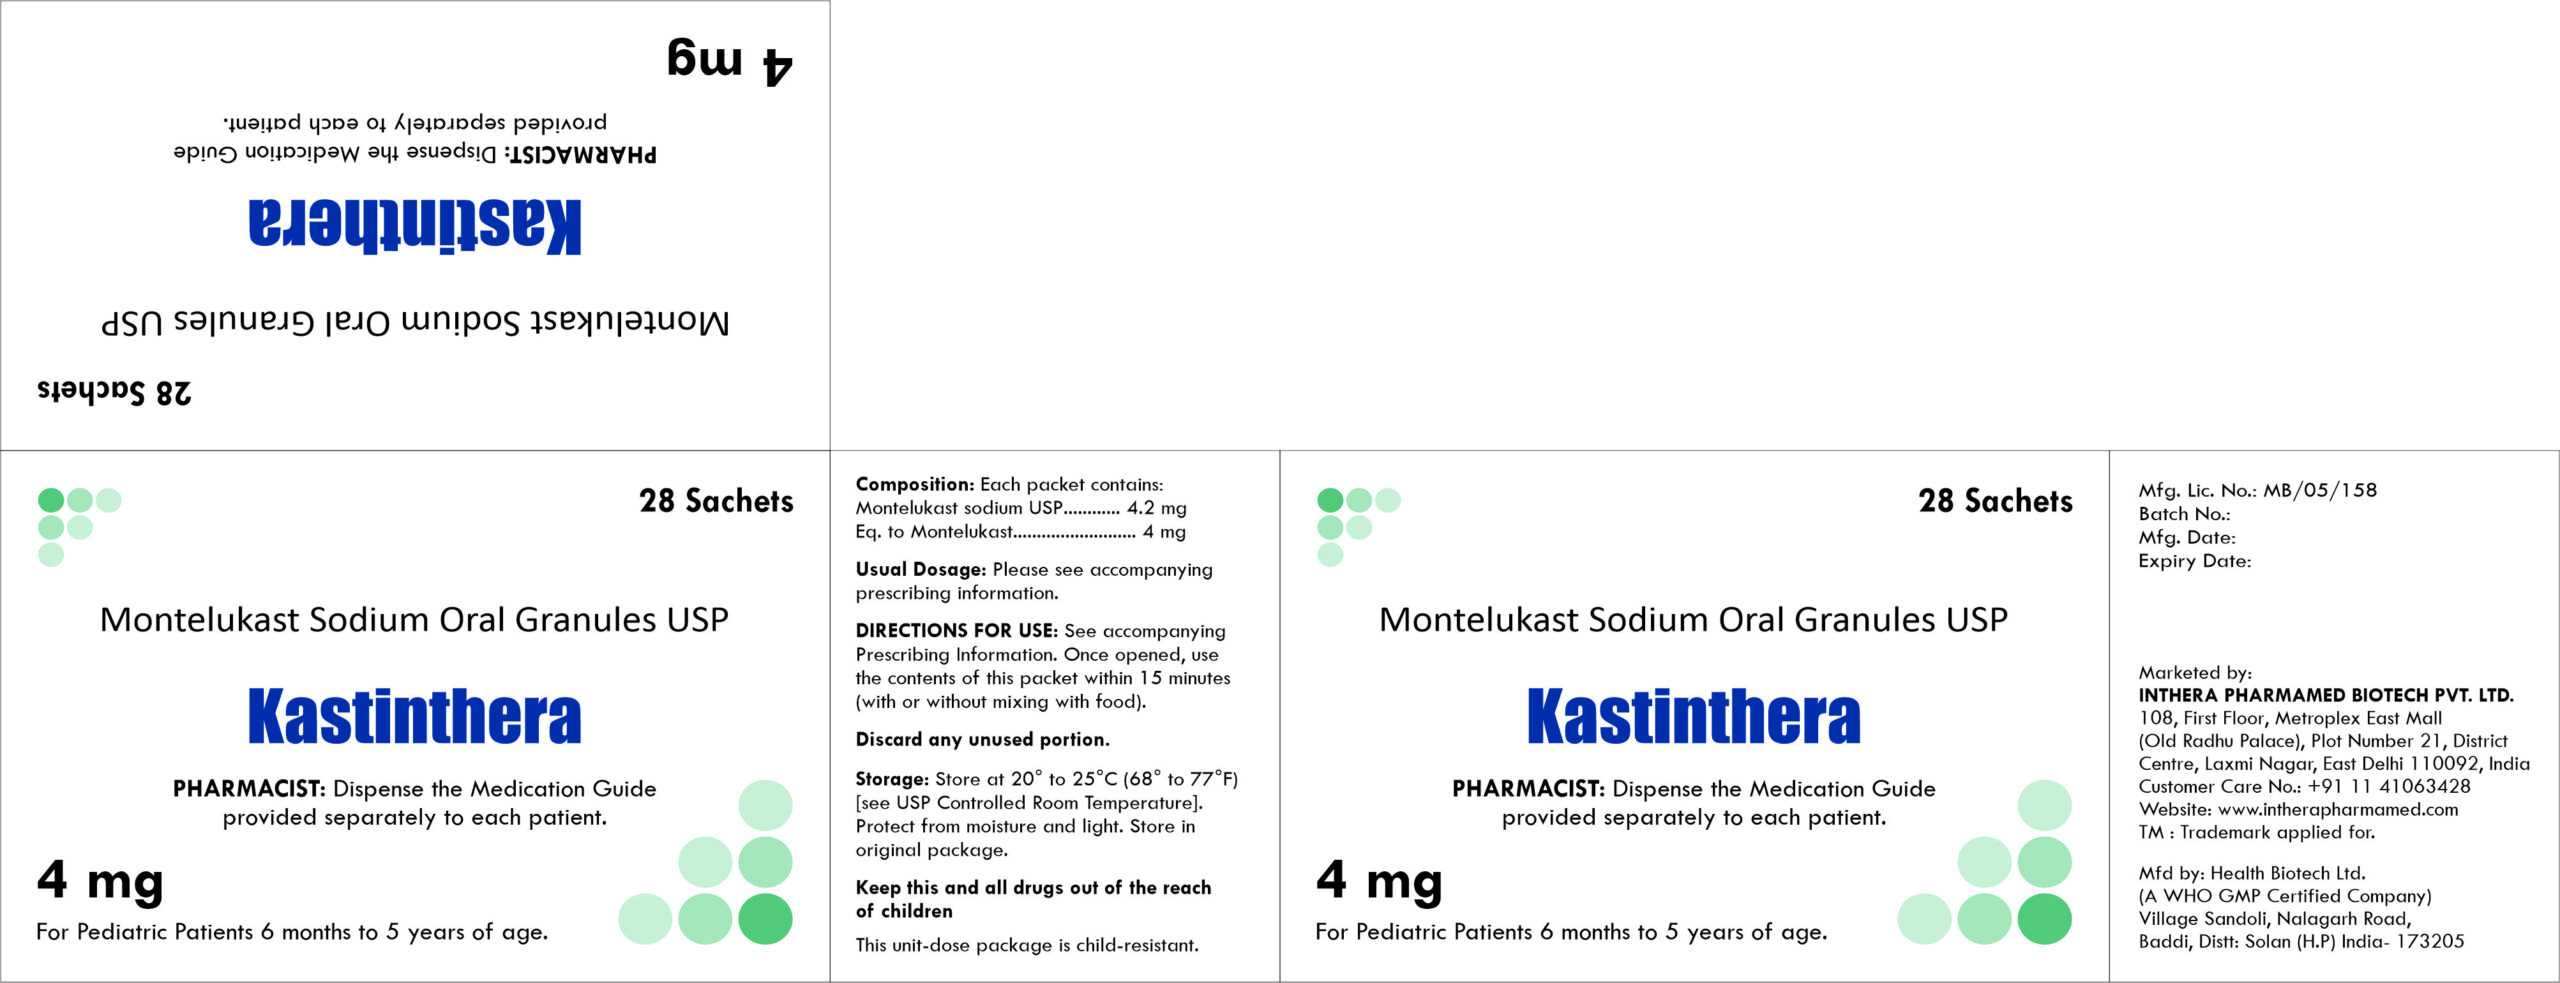 28 Sachets
Montelukast Sodium Oral Granules USP
Kastinthera
PHARMACIST: Dispense the Medication Guide
provided separately to each patient.
4 mg
28 Sachets
Montelukast Sodium Oral Granules USP
Kastinthera
PHARMACIST: Dispense the Medication Guide
provided separately to each patient.
4 mg
For Pediatric Patients 6 months to 5 years of age.
Composition: Each packet contains:
Montelukast sodium USP............ 4.2 mg
Eq. to Montelukast.......................... 4 mg
Usual Dosage: Please see accompanying
prescribing information.
DIRECTIONS FOR USE: See accompanying
Prescribing Information. Once opened, use
the contents of this packet within 15 minutes
(with or without mixing with food).
Discard any unused portion.
Storage: Store at 20° to 25°C (68° to 77°F)
[see USP Controlled Room Temperature].
Protect from moisture and light. Store in
original package.
Keep this and all drugs out of the reach
of children
This unit-dose package is child-resistant.
28 Sachets
Montelukast Sodium Oral Granules USP
Kastinthera
PHARMACIST: Dispense the Medication Guide
provided separately to each patient.
4 mg
For Pediatric Patients 6 months to 5 years of age.
Mfg. Lic. No.: MB/05/158
Batch No.:
Mfg. Date:
Expiry Date:
Marketed by:
INTHERA PHARMAMED BIOTECH PVT. LTD.
108, First Floor, Metroplex East Mall
(Old Radhu Palace), Plot Number 21, District
Centre, Laxmi Nagar, East Delhi 110092, India
Customer Care No.: +91 11 41063428
Website: www.intherapharmamed.com
TM : Trademark applied for.
Mfd by: Health Biotech Ltd.
(A WHO GMP Certified Company)
Village Sandoli, Nalagarh Road,
Baddi, Distt: Solan (H.P) India- 173205